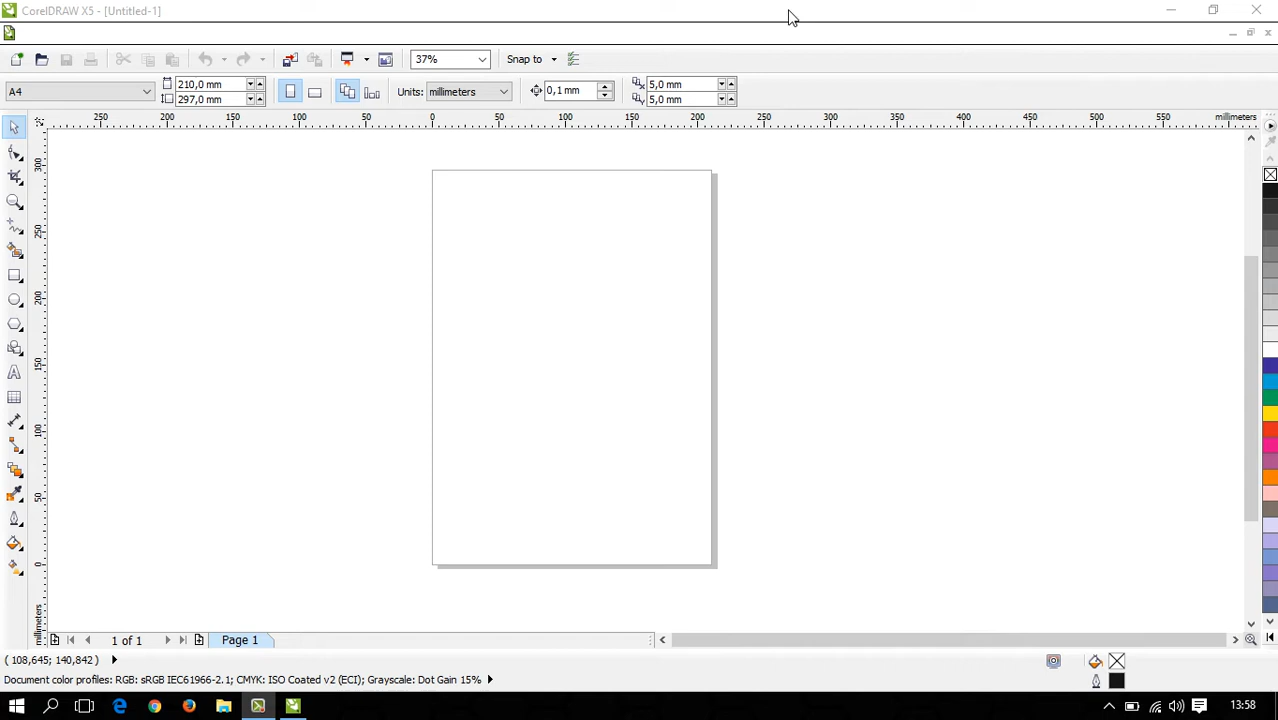 CorelDRAW X5 - [Untitled-1]
37%
Snap to
A4
210,0 mm
297,0 mm
Units: millimeters
0,1 mm
5,0 mm
5,0 mm
250 200 150 100 50 0 50 100 150 200 250 300 350 400 450 500 550 millimeters
300
250
200
150
100
50
0
millimeters
1 of 1
Page 1
( 108,645; 140,842 )
Document color profiles: RGB: sRGB IEC61966-2.1; CMYK: ISO Coated v2 (ECI); Grayscale: Dot Gain 15%
13:58